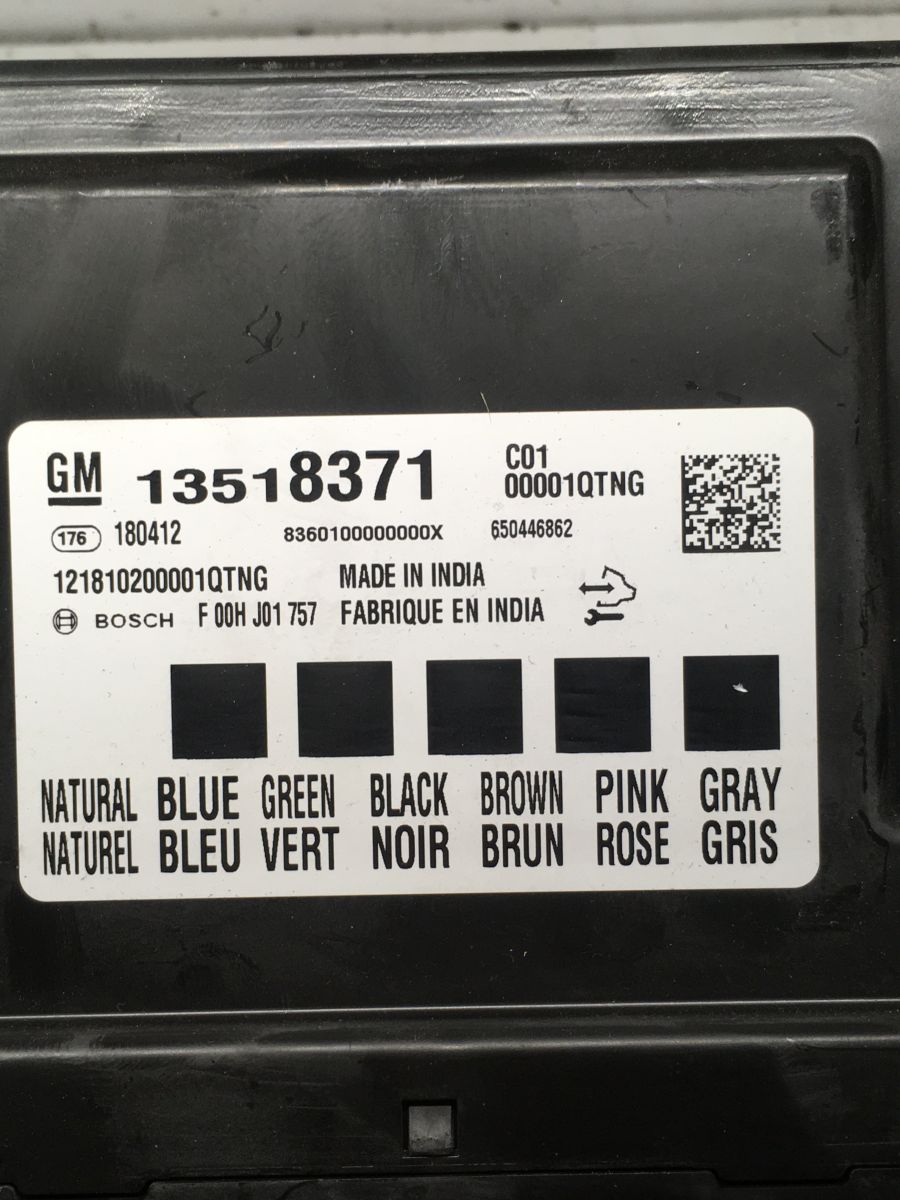 GM 13518371 C01
00001QTNG
176 180412 8360100000000X 650446862
121810200001QTNG MADE IN INDIA
BOSCH F 00H J01 757 FABRIQUE EN INDIA
NATURAL BLUE GREEN BLACK BROWN PINK GRAY
NATUREL BLEU VERT NOIR BRUN ROSE GRIS